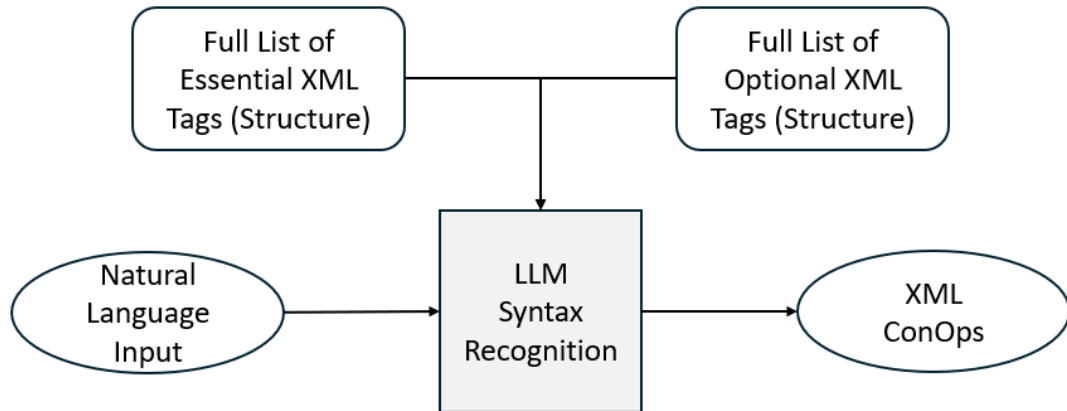 Full List of
Essential XML
Tags (Structure)
Full List of
Optional XML
Tags (Structure)
Natural
Language
Input
LLM
Syntax
Recognition
XML
ConOps